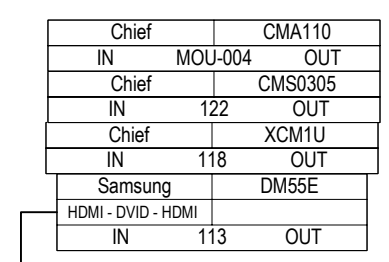 Chief CMA110
IN MOU-004 OUT
Chief CMS0305
IN 122 OUT
Chief XCM1U
IN 118 OUT
Samsung DM55E
HDMI - DVID - HDMI
IN 113 OUT